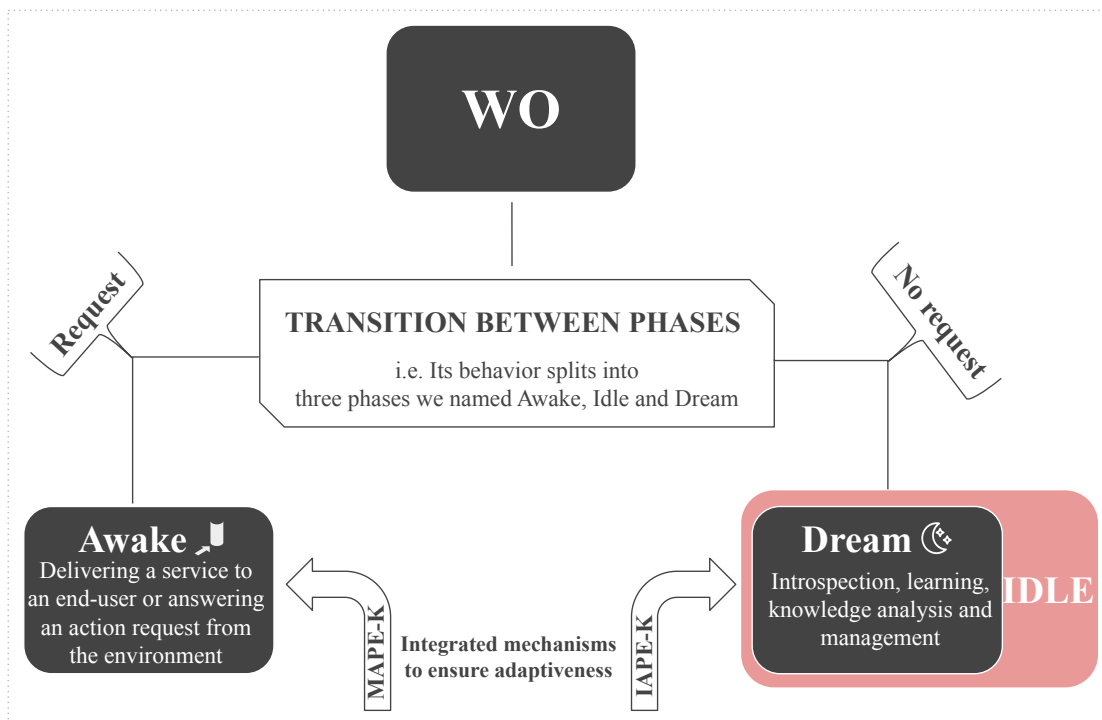 WO
Request
No request
TRANSITION BETWEEN PHASES
i.e. Its behavior splits into
three phases we named Awake, Idle and Dream
Awake
Delivering a service to
an end-user or answering
an action request from
the environment
MAPE-K
Integrated mechanisms
to ensure adaptiveness
IAPE-K
Dream
Introspection, learning,
knowledge analysis and
management
IDLE